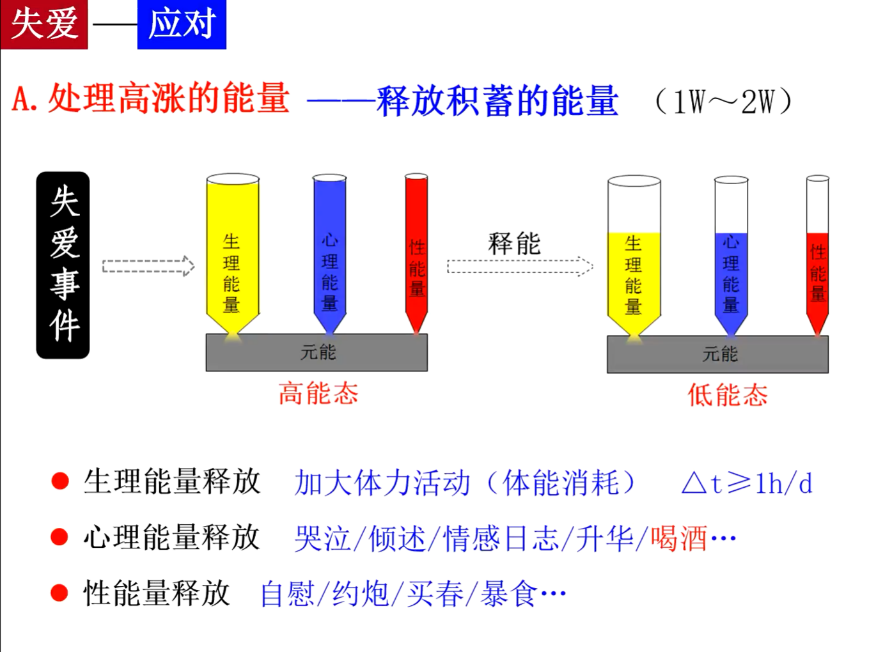 失爱——应对
A.处理高涨的能量 ——释放积蓄的能量 （1W～2W）
失爱事件
生理能量
心理能量
性能量
元能
高能态
释能
生理能量
心理能量
性能量
元能
低能态
● 生理能量释放 加大体力活动（体能消耗） △t≥1h/d
● 心理能量释放 哭泣/倾述/情感日志/升华/喝酒…
● 性能量释放 自慰/约炮/买春/暴食…